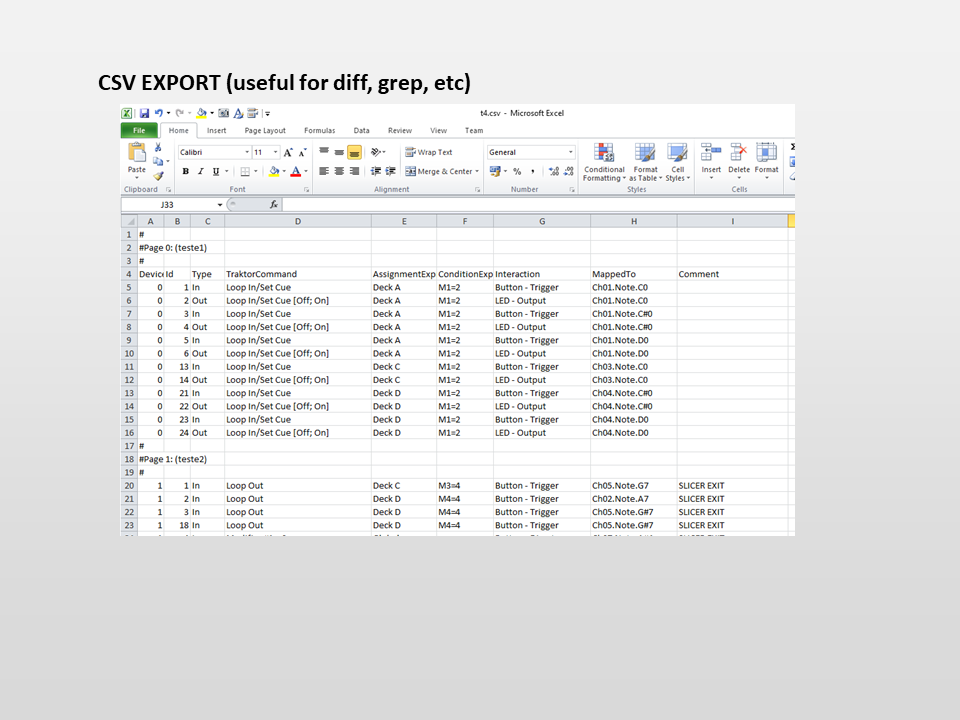 CSV EXPORT (useful for diff, grep, etc)
t4.csv - Microsoft Excel
File Home Insert Page Layout Formulas Data Review View Team
Calibri 11 Wrap Text General
Paste B I U Merge & Center % , Conditional Formatting as Table Format Cell Styles Insert Delete Format
Clipboard Font Alignment Number Styles Cells
J33 fx
A B C D E F G H I
1 #
2 #Page 0: (teste1)
3 #
4 Device Id Type TraktorCommand AssignmentExp ConditionExp Interaction MappedTo Comment
5 0 1 In Loop In/Set Cue Deck A M1=2 Button - Trigger Ch01.Note.C0
6 0 2 Out Loop In/Set Cue [Off; On] Deck A M1=2 LED - Output Ch01.Note.C0
7 0 3 In Loop In/Set Cue Deck A M1=2 Button - Trigger Ch01.Note.C#0
8 0 4 Out Loop In/Set Cue [Off; On] Deck A M1=2 LED - Output Ch01.Note.C#0
9 0 5 In Loop In/Set Cue Deck A M1=2 Button - Trigger Ch01.Note.D0
10 0 6 Out Loop In/Set Cue [Off; On] Deck A M1=2 LED - Output Ch01.Note.D0
11 0 13 In Loop In/Set Cue Deck C M1=2 Button - Trigger Ch03.Note.C0
12 0 14 Out Loop In/Set Cue [Off; On] Deck C M1=2 LED - Output Ch03.Note.C0
13 0 21 In Loop In/Set Cue Deck D M1=2 Button - Trigger Ch04.Note.C#0
14 0 22 Out Loop In/Set Cue [Off; On] Deck D M1=2 LED - Output Ch04.Note.C#0
15 0 23 In Loop In/Set Cue Deck D M1=2 Button - Trigger Ch04.Note.D0
16 0 24 Out Loop In/Set Cue [Off; On] Deck D M1=2 LED - Output Ch04.Note.D0
17 #
18 #Page 1: (teste2)
19 #
20 1 1 In Loop Out Deck C M3=4 Button - Trigger Ch05.Note.G7 SLICER EXIT
21 1 2 In Loop Out Deck D M4=4 Button - Trigger Ch02.Note.A7 SLICER EXIT
22 1 3 In Loop Out Deck D M4=4 Button - Trigger Ch05.Note.G#7 SLICER EXIT
23 1 18 In Loop Out Deck D M4=4 Button - Trigger Ch05.Note.G#7 SLICER EXIT